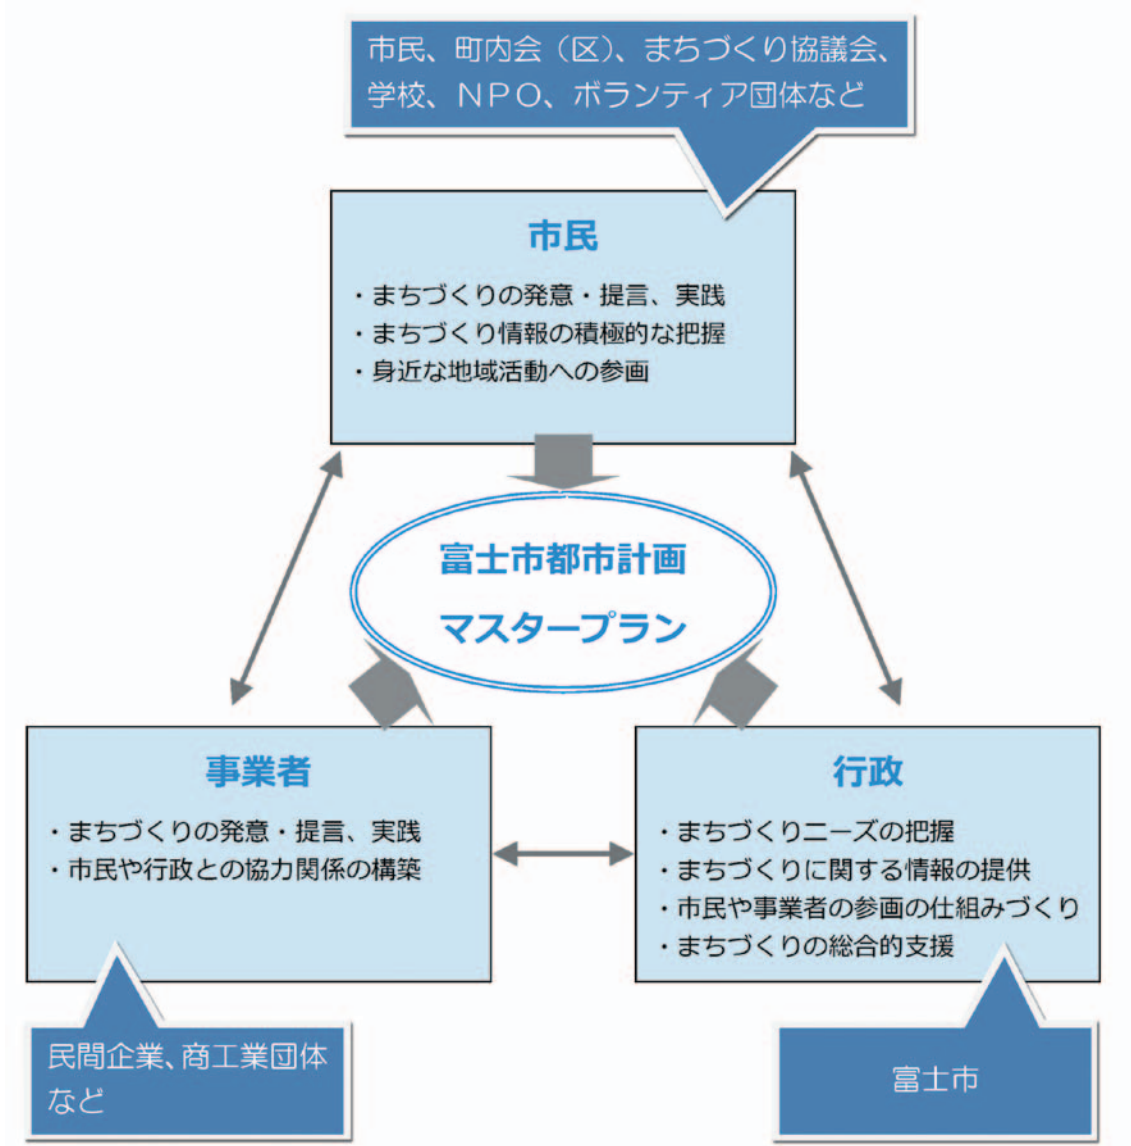 市民、町内会（区）、まちづくり協議会、
学校、ＮＰＯ、ボランティア団体など
市民
・まちづくりの発意・提言、実践
・まちづくり情報の積極的な把握
・身近な地域活動への参画
富士市都市計画
マスタープラン
事業者
・まちづくりの発意・提言、実践
・市民や行政との協力関係の構築
民間企業、商工業団体
など
行政
・まちづくりニーズの把握
・まちづくりに関する情報の提供
・市民や事業者の参画の仕組みづくり
・まちづくりの総合的支援
富士市